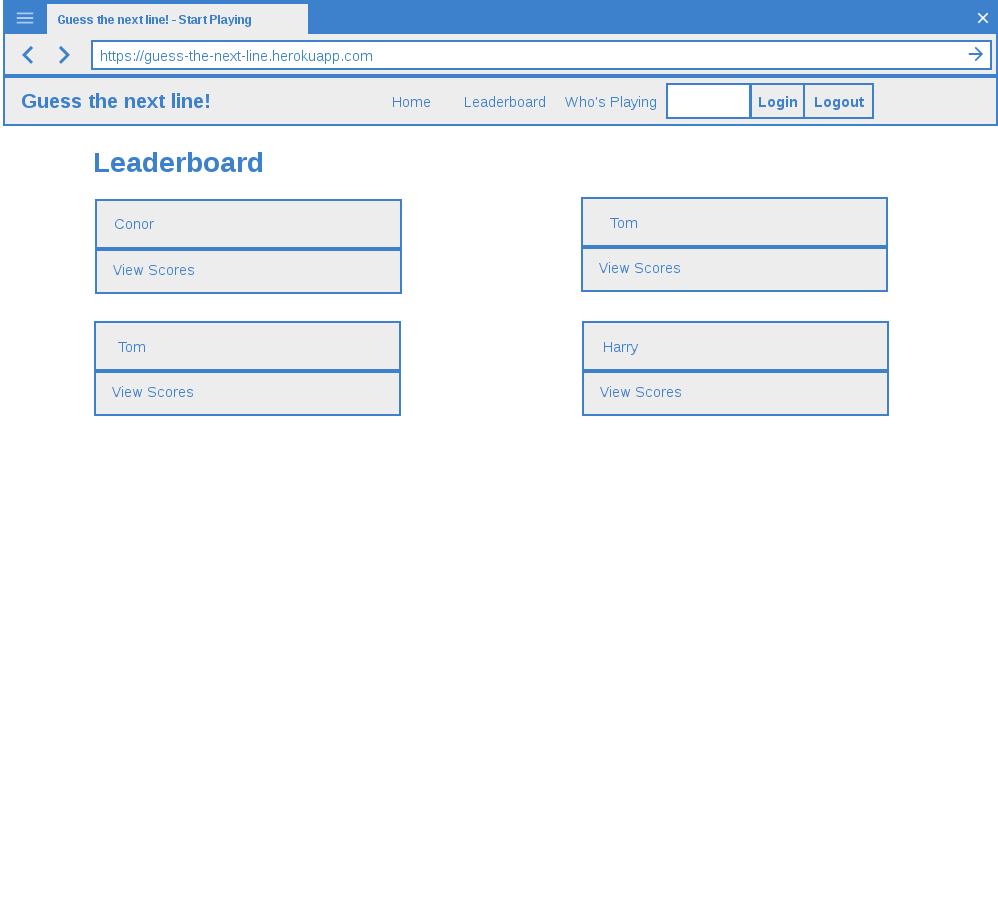 Guess the next line! - Start Playing
https://guess-the-next-line.herokuapp.com
Guess the next line! Home Leaderboard Who's Playing Login Logout
Leaderboard
Conor
View Scores
Tom
View Scores
Tom
View Scores
Harry
View Scores